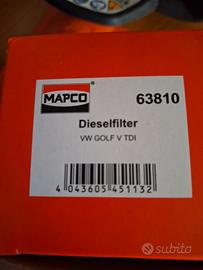 MAPCO
63810
Dieselfilter
VW GOLF V TDI
4 043605 451132
subito